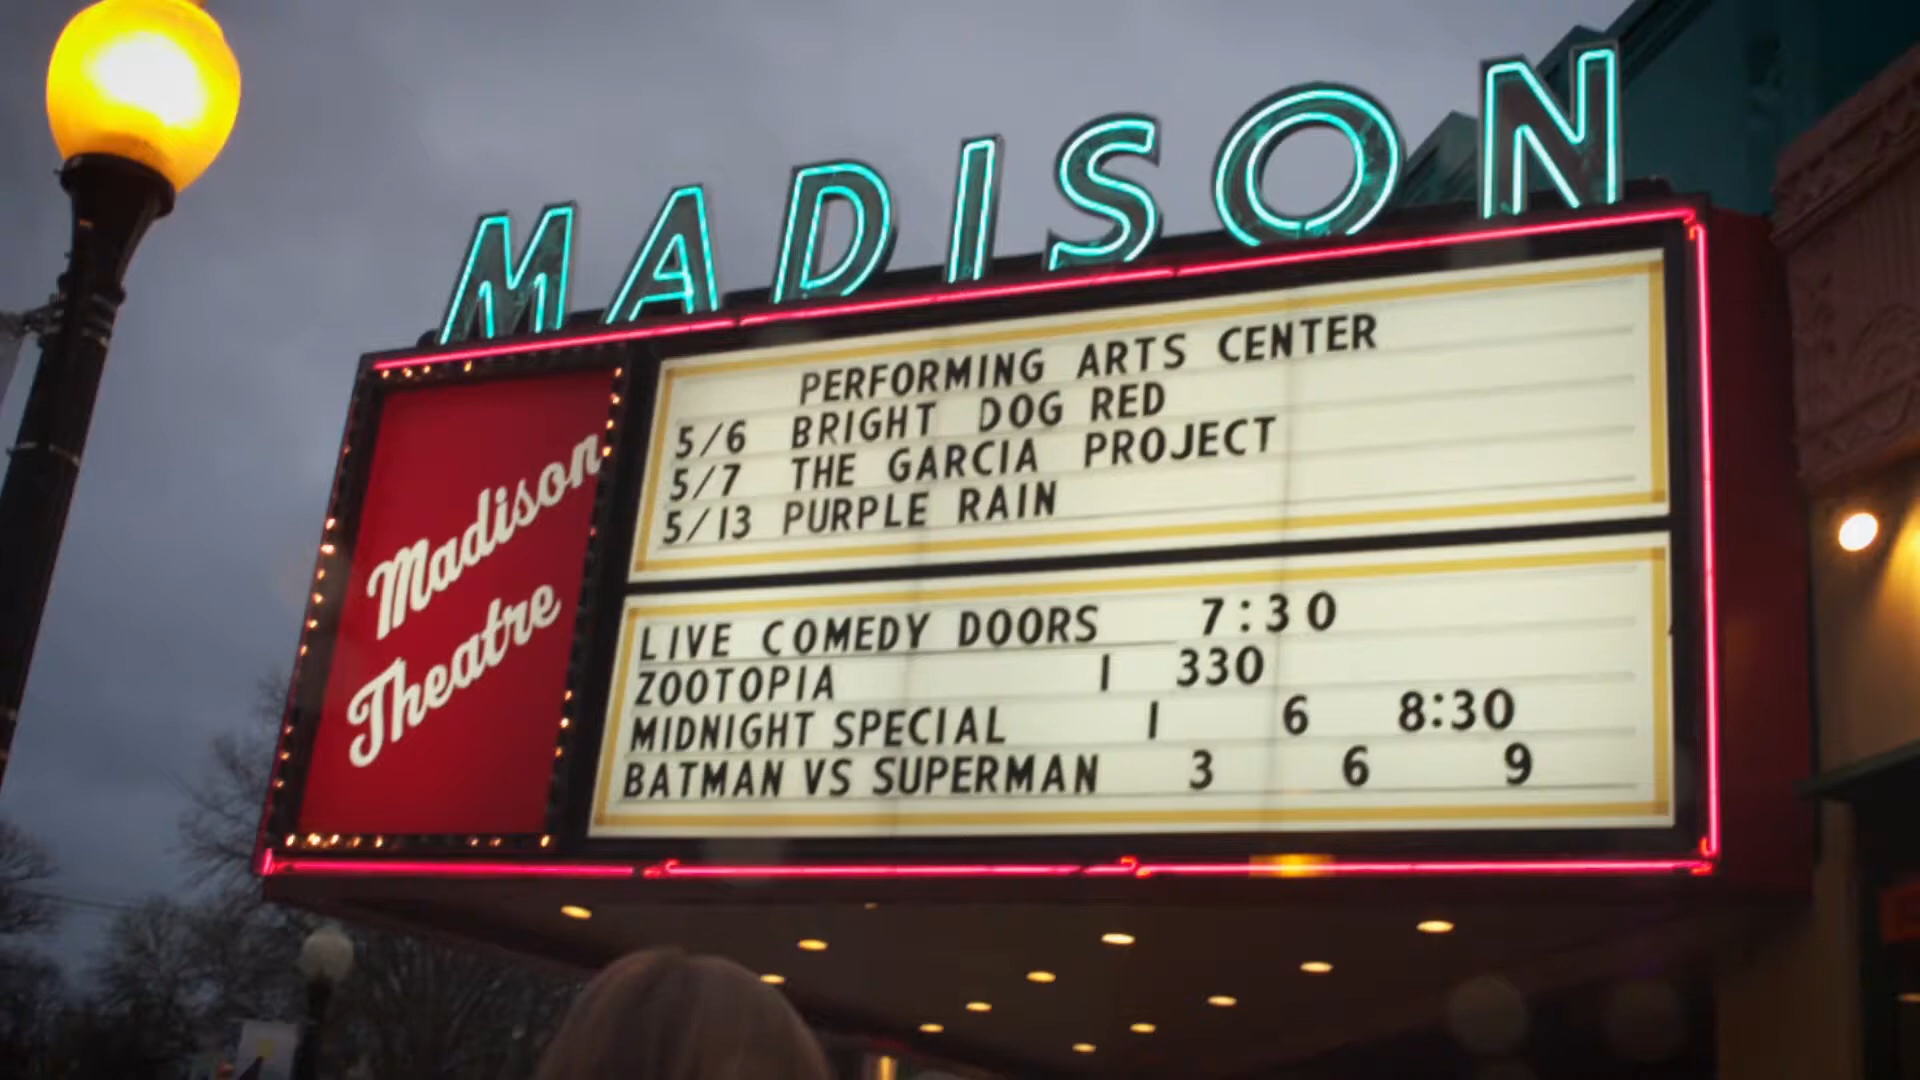 MADISON
Madison
Theatre
PERFORMING ARTS CENTER
5/6 BRIGHT DOG RED
5/7 THE GARCIA PROJECT
5/13 PURPLE RAIN
LIVE COMEDY DOORS 7:30
ZOOTOPIA 1 330
MIDNIGHT SPECIAL 1 6 8:30
BATMAN VS SUPERMAN 3 6 9